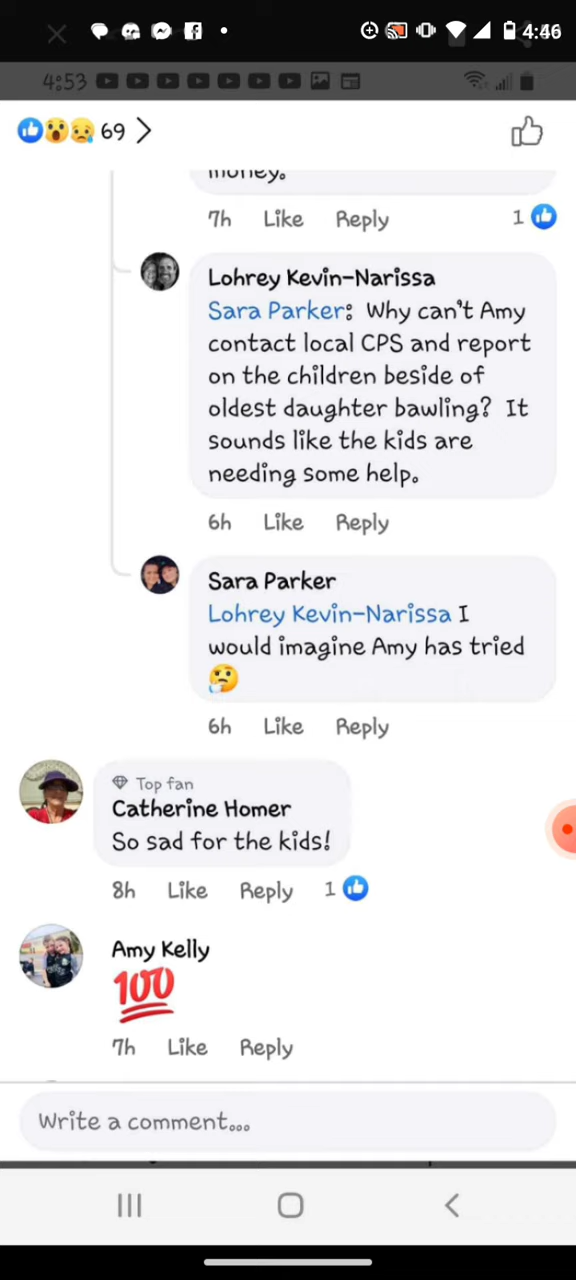 4:46
4:53
69
money.
7h Like Reply 1
Lohrey Kevin-Narissa
Sara Parker: Why can't Amy
contact local CPS and report
on the children beside of
oldest daughter bawling? It
sounds like the kids are
needing some help.
6h Like Reply
Sara Parker
Lohrey Kevin-Narissa I
would imagine Amy has tried
6h Like Reply
Top fan
Catherine Homer
So sad for the kids!
8h Like Reply 1
Amy Kelly
100
7h Like Reply
Write a comment...